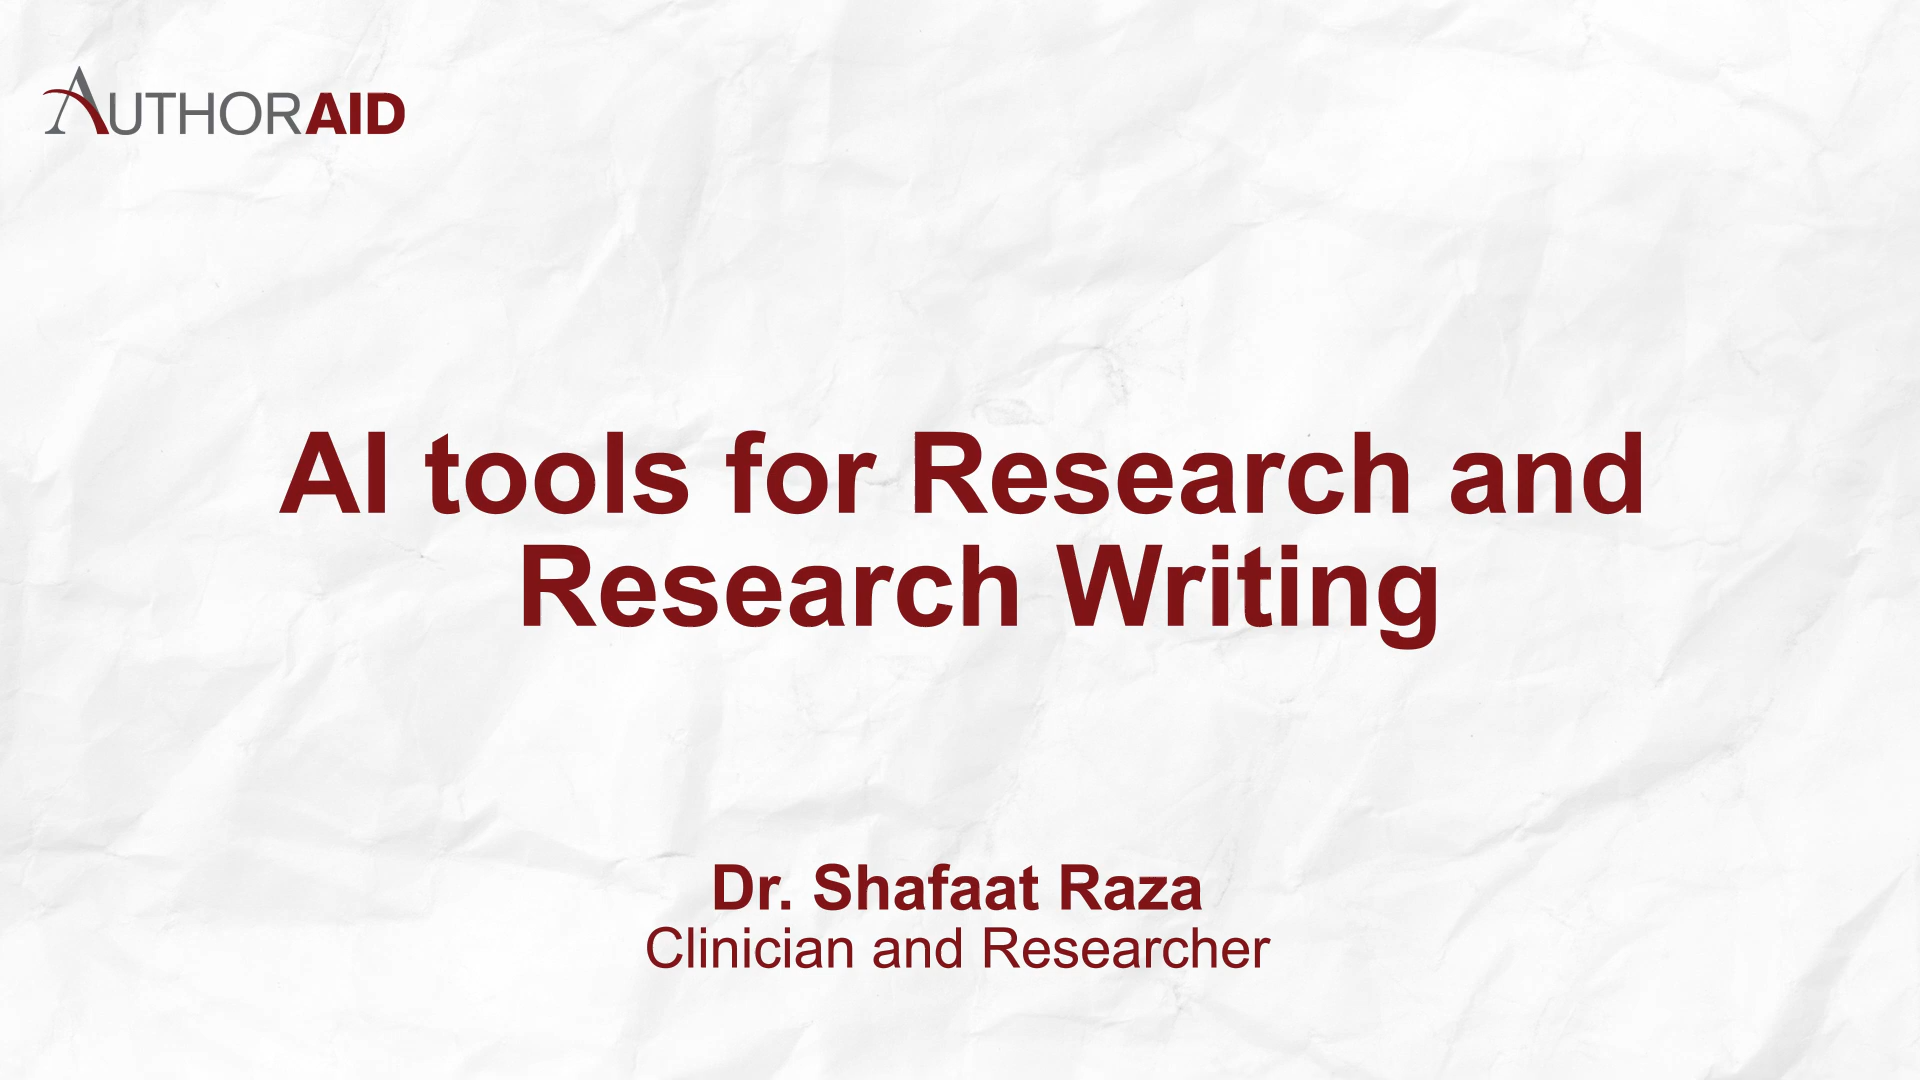 AUTHORAID
AI tools for Research and
Research Writing
Dr. Shafaat Raza
Clinician and Researcher